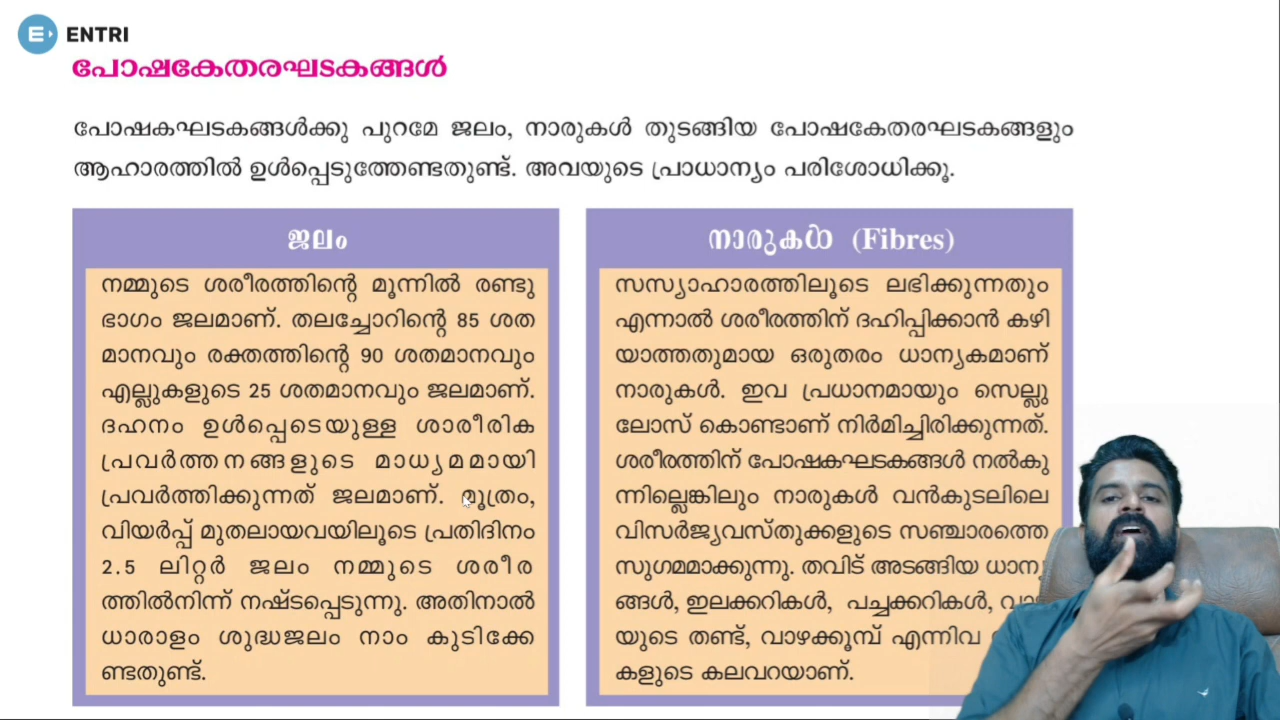 ENTRI
പോഷകേതരഘടകങ്ങൾ
പോഷകഘടകങ്ങൾക്കു പുറമേ ജലം, നാരുകൾ തുടങ്ങിയ പോഷകേതരഘടകങ്ങളും
ആഹാരത്തിൽ ഉൾപ്പെടുത്തേണ്ടതുണ്ട്. അവയുടെ പ്രാധാന്യം പരിശോധിക്കൂ.
ജലം
നമ്മുടെ ശരീരത്തിന്റെ മൂന്നിൽ രണ്ടു
ഭാഗം ജലമാണ്. തലച്ചോറിന്റെ 85 ശത
മാനവും രക്തത്തിന്റെ 90 ശതമാനവും
എല്ലുകളുടെ 25 ശതമാനവും ജലമാണ്.
ദഹനം ഉൾപ്പെടെയുള്ള ശാരീരിക
പ്രവർത്തനങ്ങളുടെ മാധ്യമമായി
പ്രവർത്തിക്കുന്നത് ജലമാണ്. മൂത്രം,
വിയർപ്പ് മുതലായവയിലൂടെ പ്രതിദിനം
2.5 ലിറ്റർ ജലം നമ്മുടെ ശരീര
ത്തിൽനിന്ന് നഷ്ടപ്പെടുന്നു. അതിനാൽ
ധാരാളം ശുദ്ധജലം നാം കുടിക്കേ
ണ്ടതുണ്ട്.
നാരുകൾ (Fibres)
സസ്യാഹാരത്തിലൂടെ ലഭിക്കുന്നതും
എന്നാൽ ശരീരത്തിന് ദഹിപ്പിക്കാൻ കഴി
യാത്തതുമായ ഒരുതരം ധാന്യകമാണ്
നാരുകൾ. ഇവ പ്രധാനമായും സെല്ലു
ലോസ് കൊണ്ടാണ് നിർമിച്ചിരിക്കുന്നത്.
ശരീരത്തിന് പോഷകഘടകങ്ങൾ നൽകു
ന്നില്ലെങ്കിലും നാരുകൾ വൻകുടലിലെ
വിസർജ്യവസ്തുക്കളുടെ സഞ്ചാരത്തെ
സുഗമമാക്കുന്നു. തവിട് അടങ്ങിയ ധാന്യ
ങ്ങൾ, ഇലക്കറികൾ, പച്ചക്കറികൾ,
യുടെ തണ്ട്, വാഴക്കൂമ്പ് എന്നിവ
കളുടെ കലവറയാണ്.